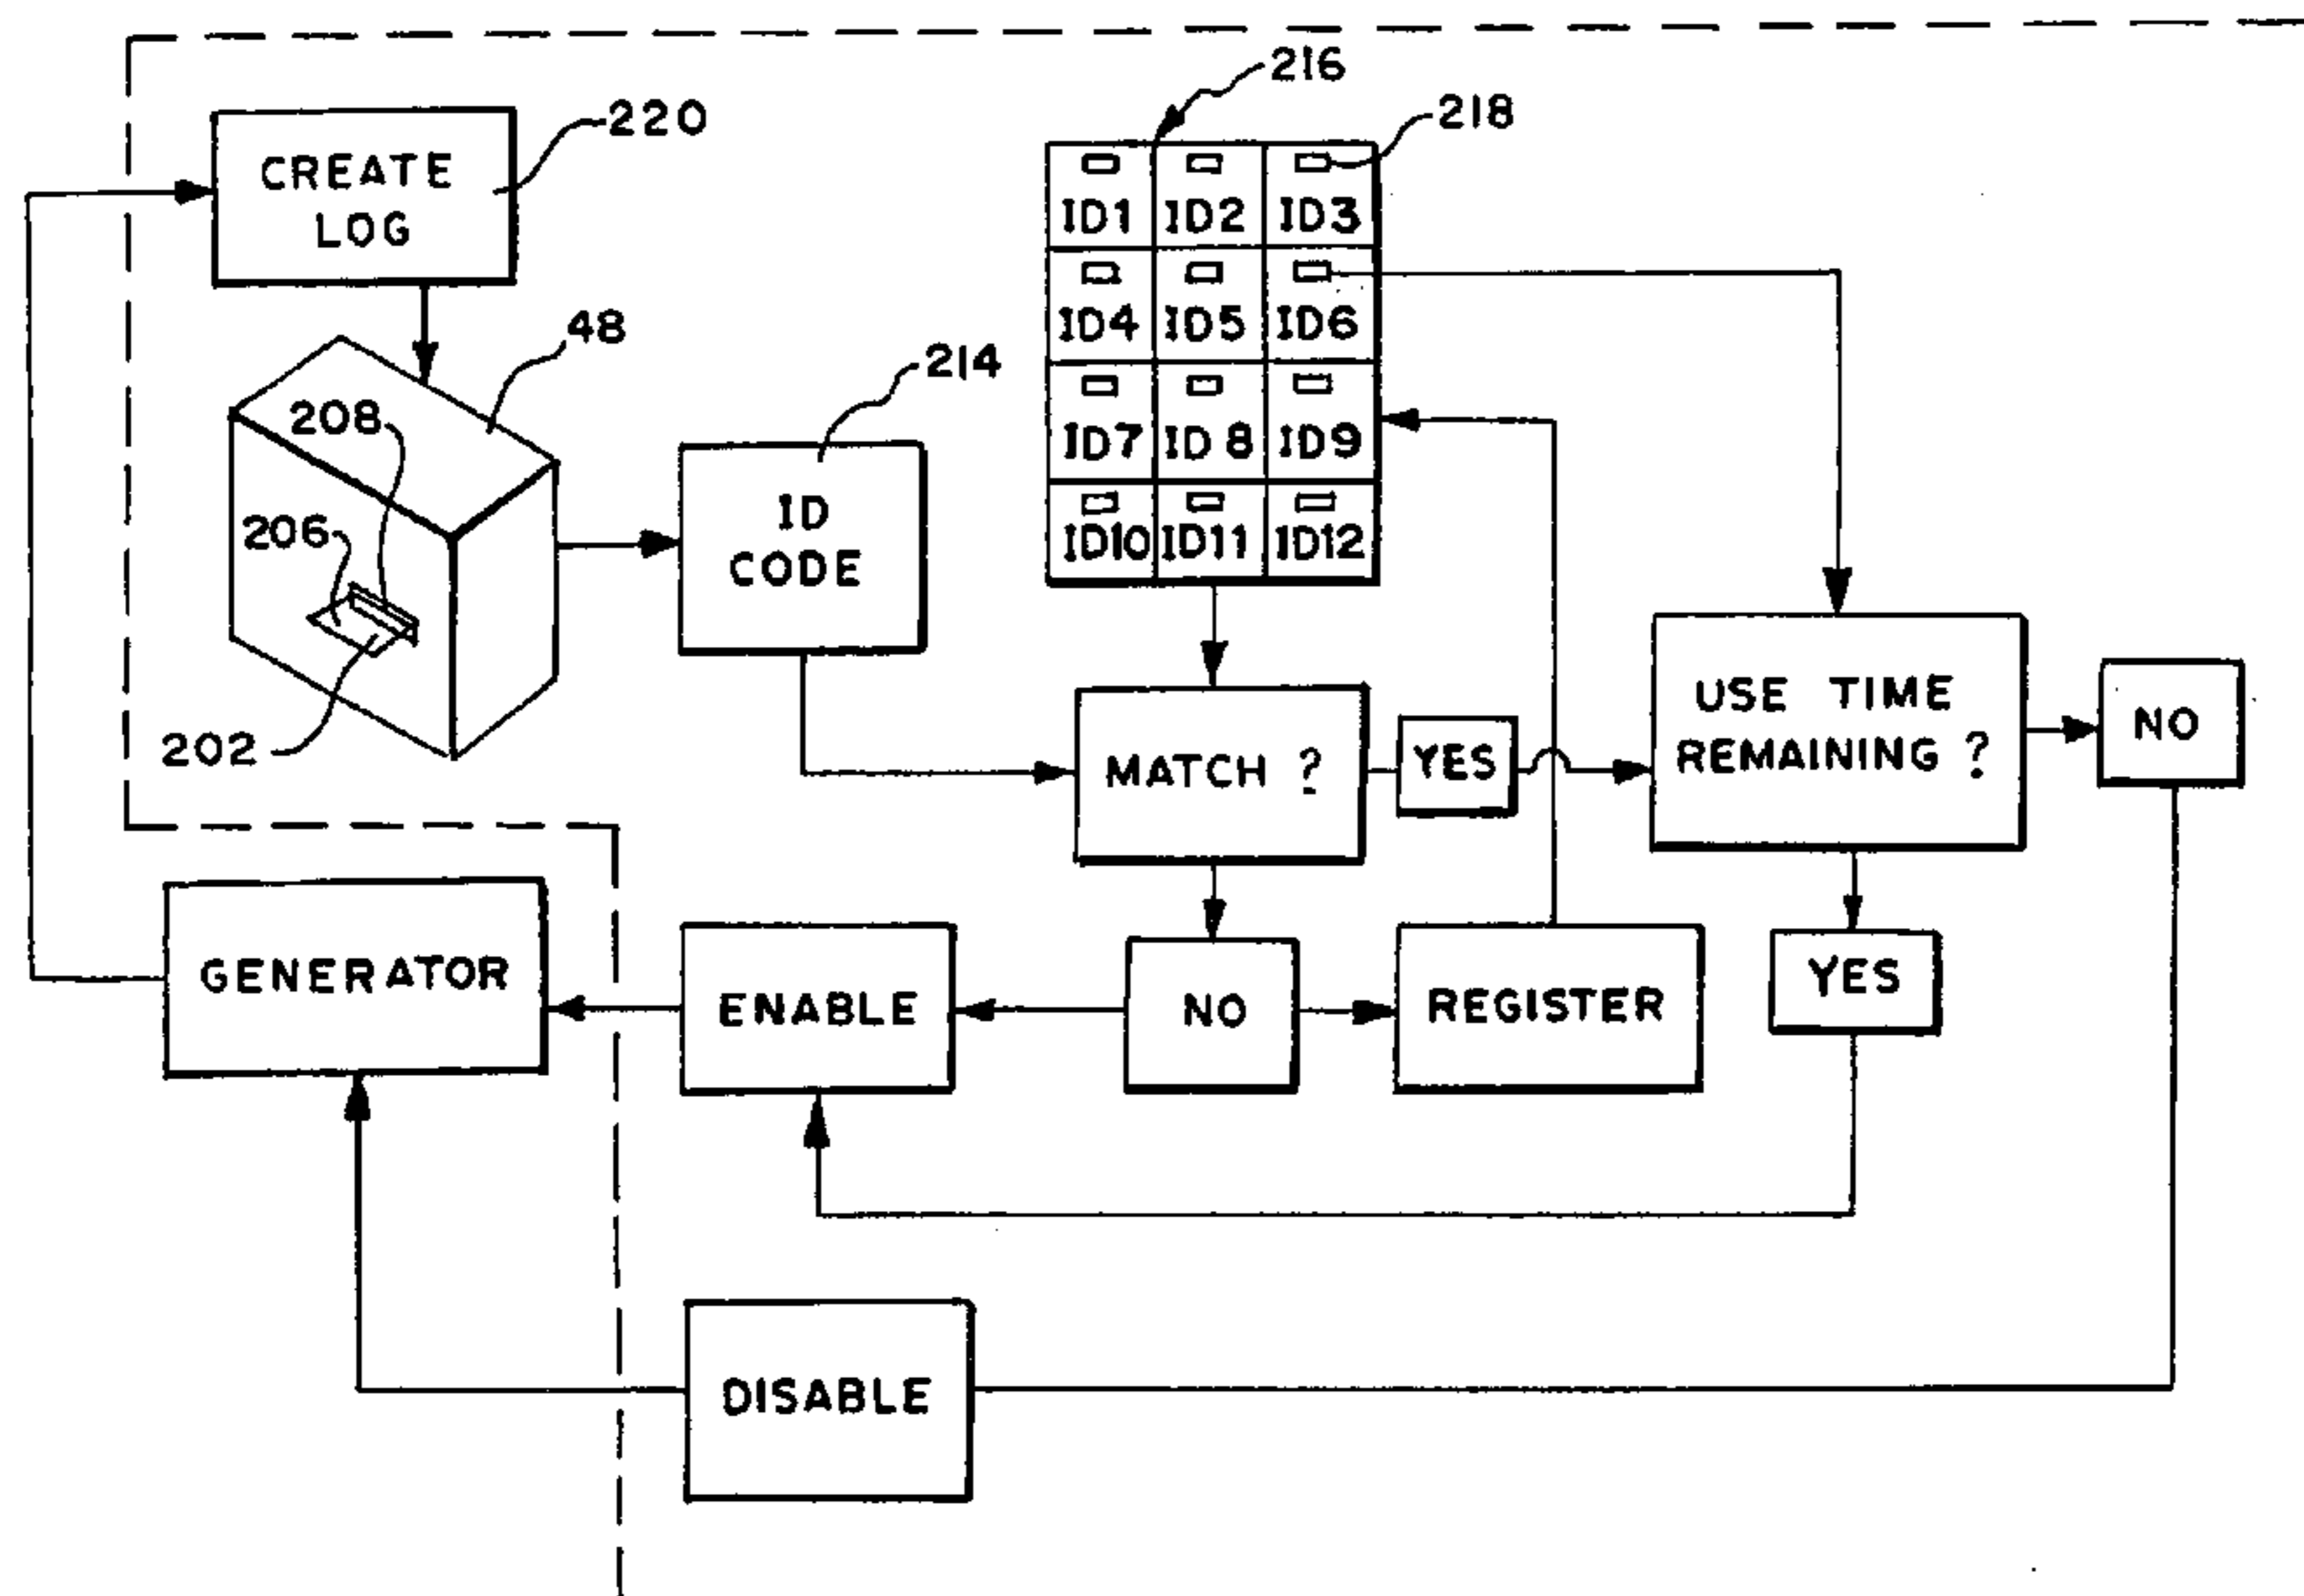 216
218
220
CREATE
LOG
ID1 ID2 ID3
ID4 ID5 ID6
ID7 ID 8 ID9
ID10 ID11 ID12
48
214
208
206
202
ID
CODE
MATCH ?
YES
USE TIME
REMAINING ?
NO
GENERATOR
ENABLE
NO
REGISTER
YES
DISABLE